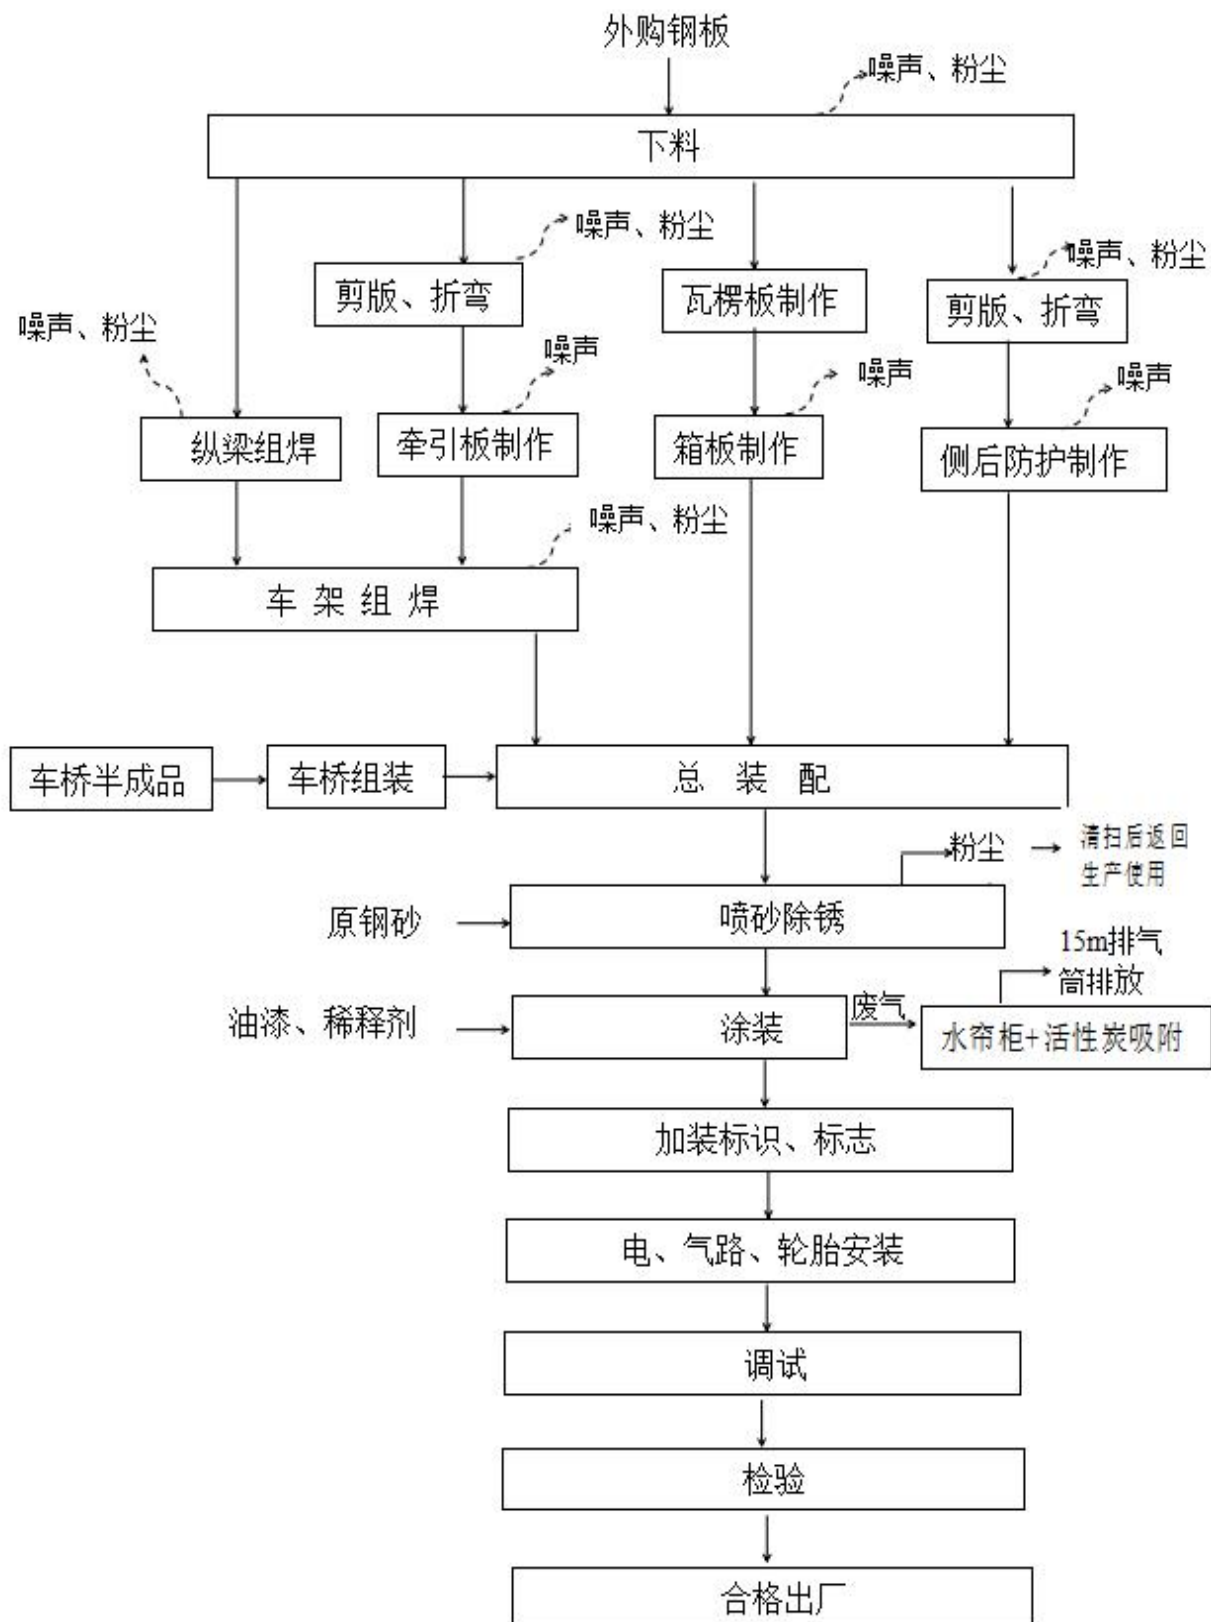 外购钢板
噪声、粉尘
下料
噪声、粉尘
噪声、粉尘
剪版、折弯
瓦楞板制作
剪版、折弯
噪声、粉尘
噪声
噪声
噪声
纵梁组焊
牵引板制作
箱板制作
侧后防护制作
噪声、粉尘
车架组焊
车桥半成品
车桥组装
总装配
粉尘
清扫后返回
生产使用
原钢砂
喷砂除锈
15m排气
筒排放
油漆、稀释剂
涂装
废气
水帘柜+活性炭吸附
加装标识、标志
电、气路、轮胎安装
调试
检验
合格出厂